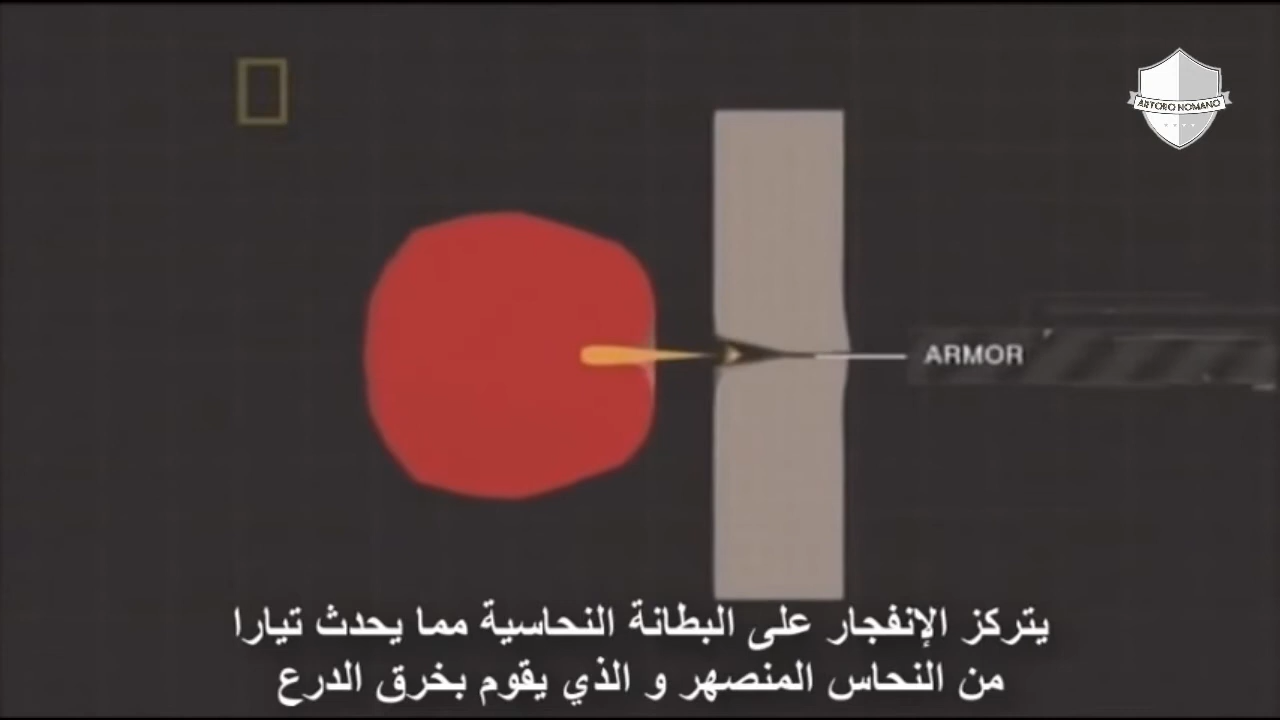 ARTORO NOMANO
ARMOR
يتركز الإنفجار على البطانة النحاسية مما يحدث تيارا
من النحاس المنصهر و الذي يقوم بخرق الدرع